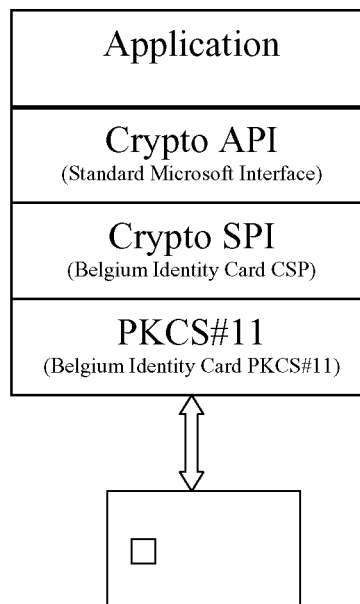 Application
Crypto API
(Standard Microsoft Interface)
Crypto SPI
(Belgium Identity Card CSP)
PKCS#11
(Belgium Identity Card PKCS#11)